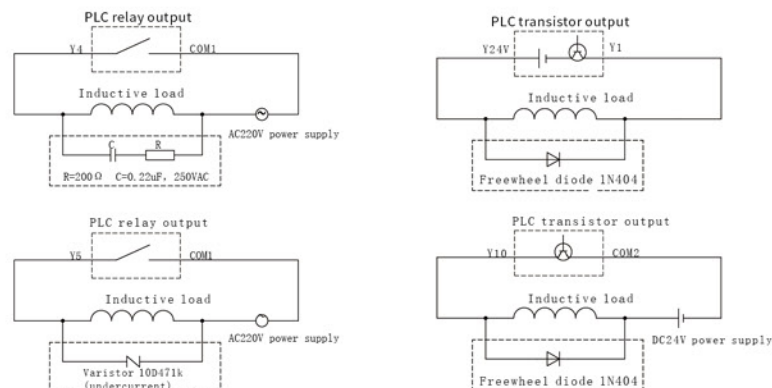 PLC relay output
Y4 COM1
Inductive load
AC220V power supply
C R
R=200Ω C=0.22uF, 250VAC
PLC transistor output
Y24V Y1
Inductive load
Freewheel diode 1N404
PLC relay output
Y5 COM1
Inductive load
AC220V power supply
Varistor 10D471k
(undercurrent)
PLC transistor output
Y10 COM2
Inductive load
DC24V power supply
Freewheel diode 1N404